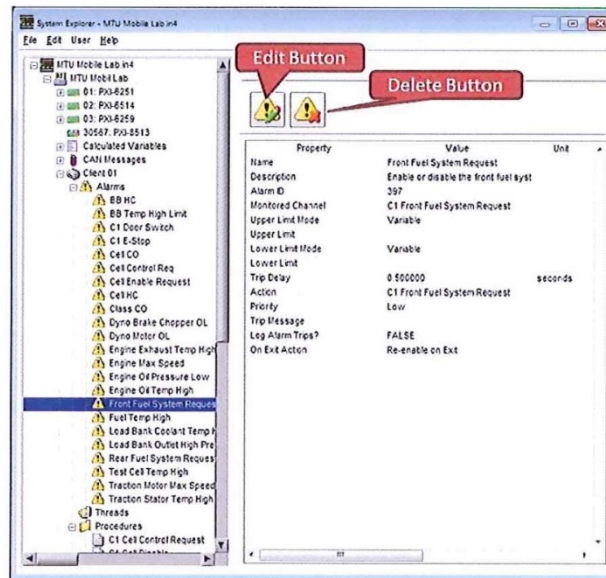 System Explorer - MTU Mobile Lab.in4
File Edit User Help
Edit Button
Delete Button
MTU Mobile Lab.in4
MTU Mobil Lab
01: PXI-6251
02: PXI-6514
03: PXI-6259
30567: PXI-8513
Calculated Variables
CAN Messages
Client 01
Alarms
BB HC
BB Temp High Limit
C1 Door Switch
C1 E-Stop
Cell CO
Cell Control Req
Cell Enable Request
Cell HC
Class CO
Dyno Brake Chopper OL
Dyno Motor OL
Engine Exhaust Temp High
Engine Max Speed
Engine Oil Pressure Low
Engine Oil Temp High
Front Fuel System Reques
Fuel Temp High
Load Bank Coolant Temp H
Load Bank Outlet High Pre
Rear Fuel System Reques
Test Cell Temp High
Traction Motor Max Speed
Traction Stator Temp High
Threads
Procedures
C1 Cell Control Request
C1 Cell Disable
Property Value Unit
Name Front Fuel System Request
Description Enable or disable the front fuel syst
Alarm ID 397
Monitored Channel C1 Front Fuel System Request
Upper Limit Mode Variable
Upper Limit
Lower Limit Mode Variable
Lower Limit
Trip Delay 0.500000 seconds
Action C1 Front Fuel System Request
Priority Low
Trip Message
Log Alarm Trips? FALSE
On Exit Action Re-enable on Exit